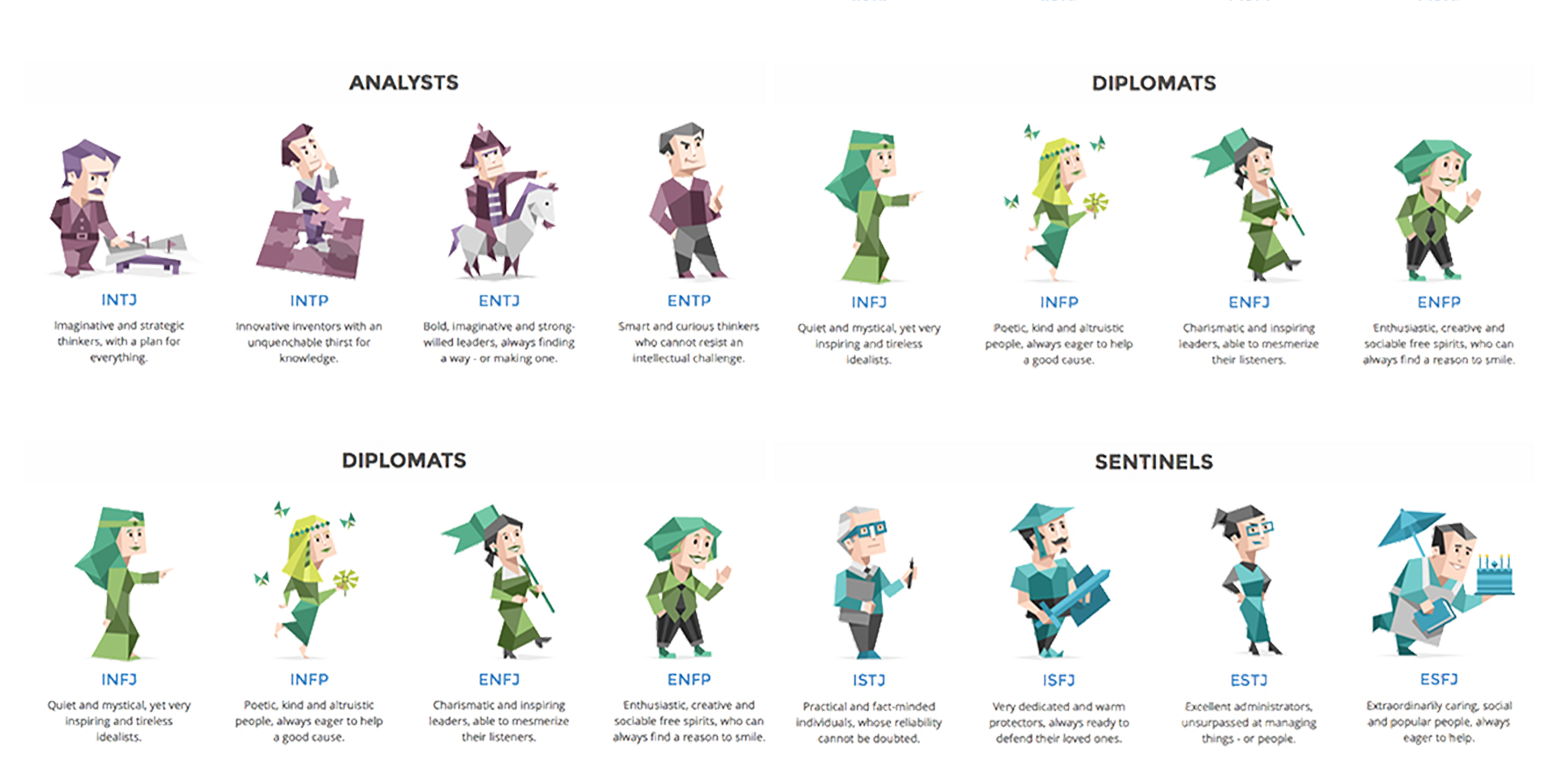 ANALYSTS
DIPLOMATS
INTJ
INTP
ENTJ
ENTP
INFJ
INFP
ENFJ
ENFP
Imaginative and strategic
thinkers, with a plan for
everything.
Innovative inventors with an
unquenchable thirst for
knowledge.
Bold, imaginative and strong-
willed leaders, always finding
a way - or making one.
Smart and curious thinkers
who cannot resist an
intellectual challenge.
Quiet and mystical, yet very
inspiring and tireless
idealists.
Poetic, kind and altruistic
people, always eager to help
a good cause.
Charismatic and inspiring
leaders, able to mesmerize
their listeners.
Enthusiastic, creative and
sociable free spirits, who can
always find a reason to smile.
DIPLOMATS
SENTINELS
INFJ
INFP
ENFJ
ENFP
ISTJ
ISFJ
ESTJ
ESFJ
Quiet and mystical, yet very
inspiring and tireless
idealists.
Poetic, kind and altruistic
people, always eager to help
a good cause.
Charismatic and inspiring
leaders, able to mesmerize
their listeners.
Enthusiastic, creative and
sociable free spirits, who can
always find a reason to smile.
Practical and fact-minded
individuals, whose reliability
cannot be doubted.
Very dedicated and warm
protectors, always ready to
defend their loved ones.
Excellent administrators,
unsurpassed at managing
things - or people.
Extraordinarily caring, social
and popular people, always
eager to help.